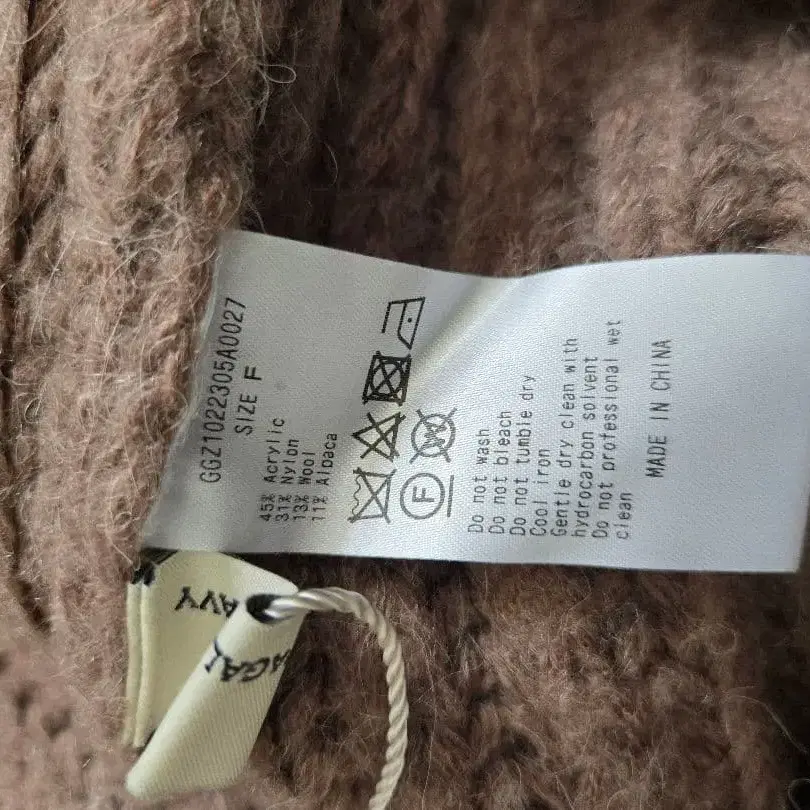 GGZ1022305A0027
SIZE F
45% Acrylic
31% Nylon
13% Wool
11% Alpaca
W
F
Do not wash
Do not bleach
Do not tumble dry
Cool iron
Gentle dry clean with
hydrocarbon solvent
Do not professional wet
clean
MADE IN CHINA